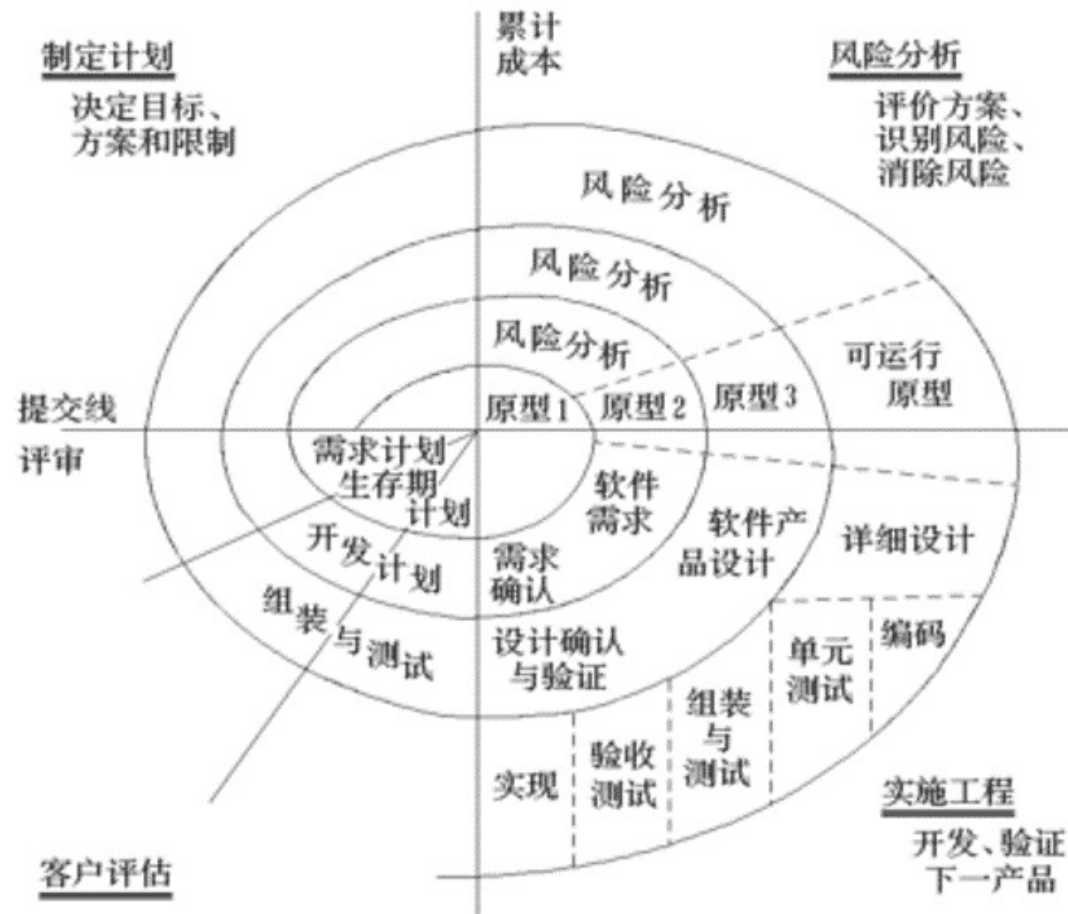 累计
成本
制定计划
决定目标、
方案和限制
风险分析
评价方案、
识别风险、
消除风险
风险分析
风险分析
风险分析
可运行
原型
原型1
原型2
原型3
提交线
评审
需求计划
生存期
计划
开发计划
组装与测试
软件
需求
需求
确认
软件产
品设计
详细设计
设计确认
与验证
编码
单元
测试
组装
与
测试
验收
测试
实现
实施工程
开发、验证
下一产品
客户评估